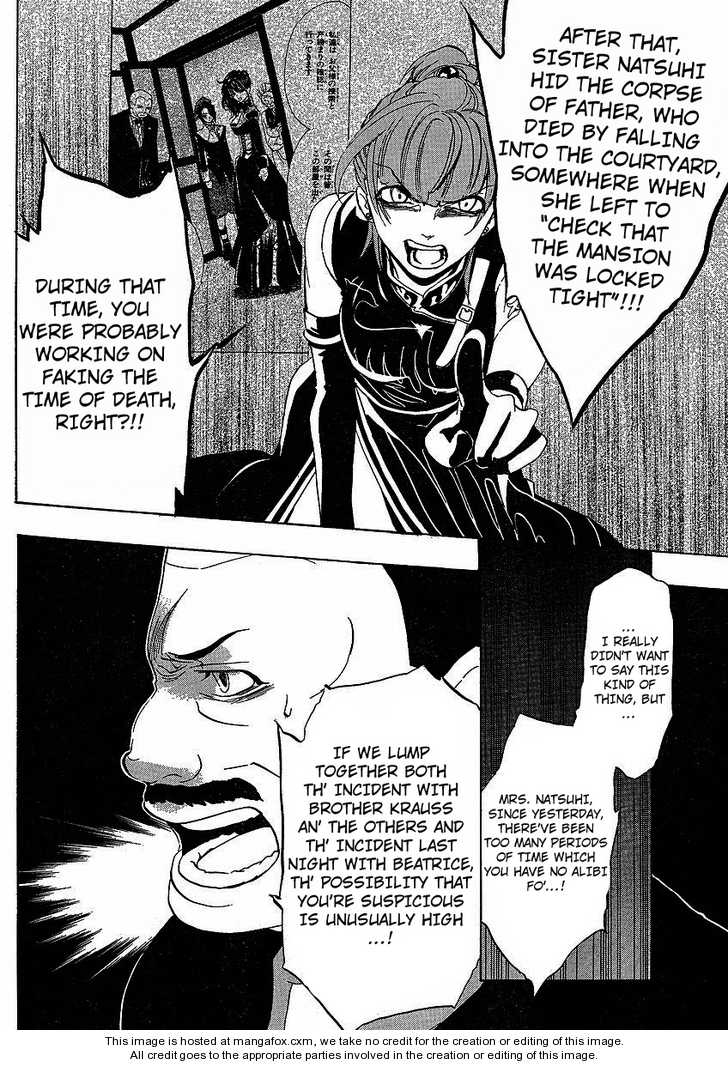 AFTER THAT,
SISTER NATSUHI
HID THE CORPSE
OF FATHER, WHO
DIED BY FALLING
INTO THE COURTYARD,
SOMEWHERE WHEN
SHE LEFT TO
"CHECK THAT
THE MANSION
WAS LOCKED
TIGHT"!!!
DURING THAT
TIME, YOU
WERE PROBABLY
WORKING ON
FAKING THE
TIME OF DEATH,
RIGHT?!!
...
I REALLY
DIDN'T WANT
TO SAY THIS
KIND OF
THING, BUT
...
MRS. NATSUHI,
SINCE YESTERDAY,
THERE'VE BEEN
TOO MANY PERIODS
OF TIME WHICH
YOU HAVE NO ALIBI
FO'...!
IF WE LUMP
TOGETHER BOTH
TH' INCIDENT WITH
BROTHER KRAUSS
AN' THE OTHERS AND
TH' INCIDENT LAST
NIGHT WITH BEATRICE,
TH' POSSIBILITY THAT
YOU'RE SUSPICIOUS
IS UNUSUALLY HIGH
...!
This image is hosted at mangafox.cxm, we take no credit for the creation or editing of this image.
All credit goes to the appropriate parties involved in the creation or editing of this image.